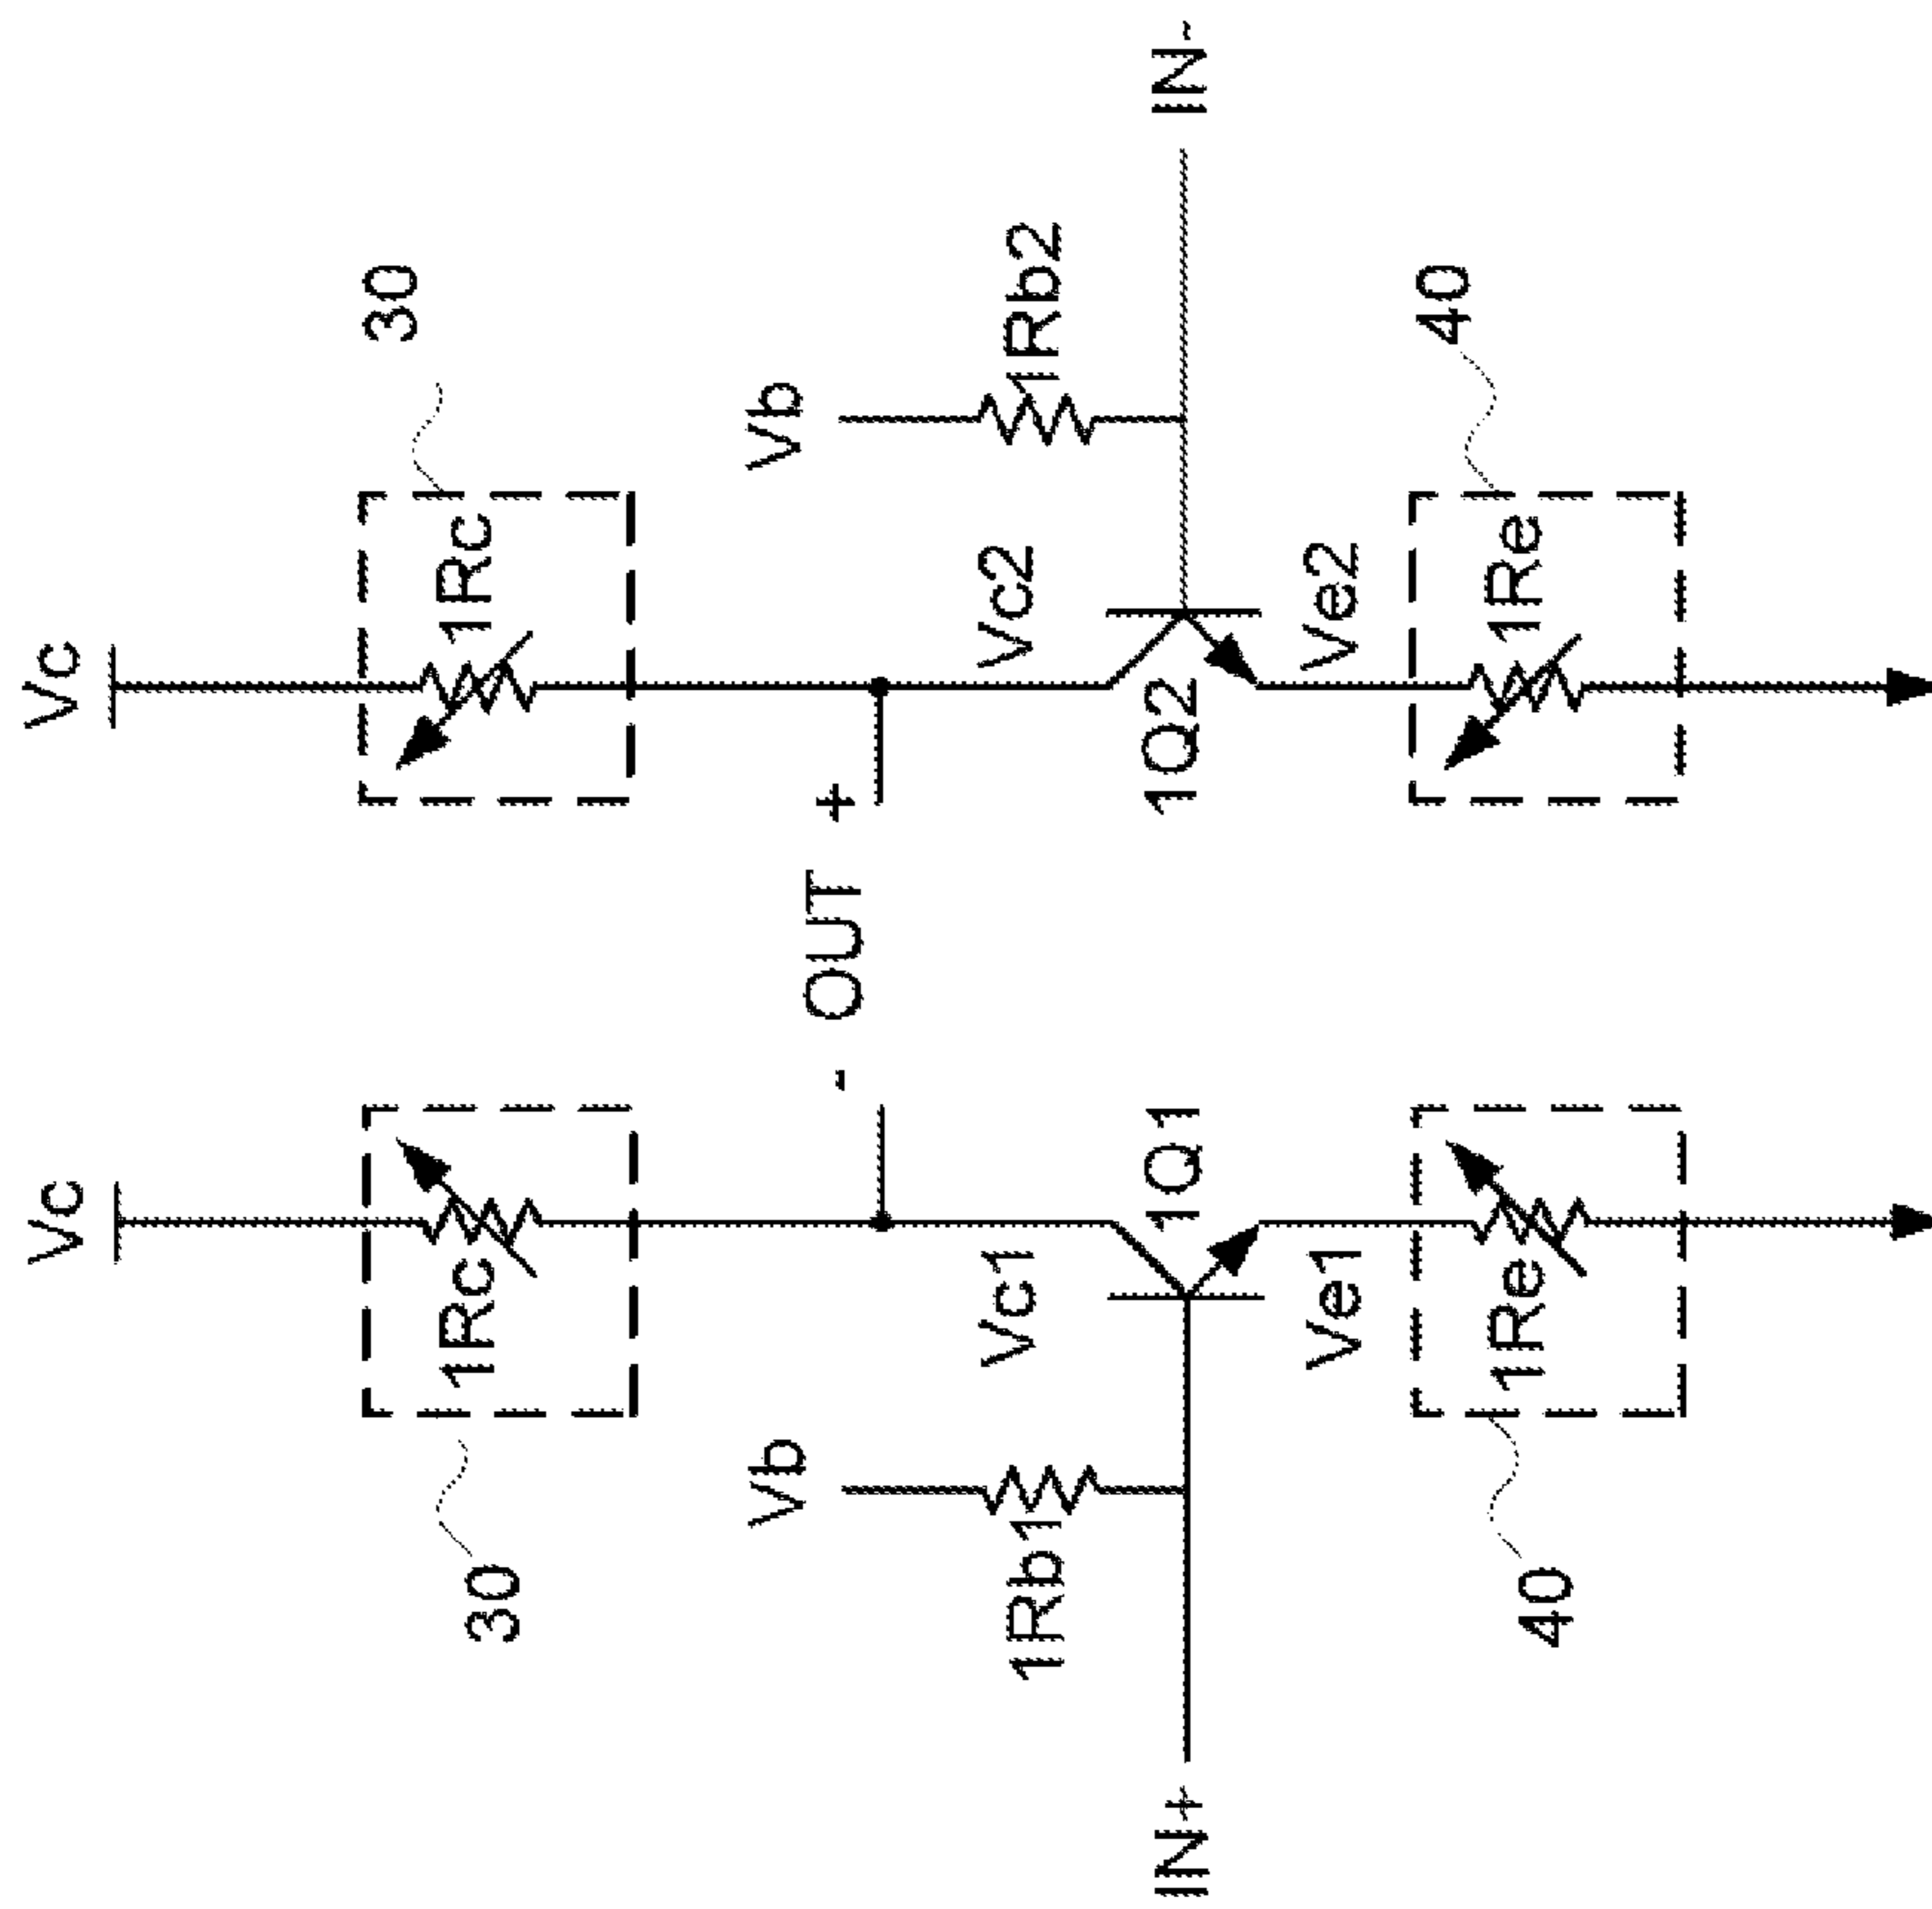 Vc
Vc
30
1Rc
1Rc
30
Vb
Vb
- OUT +
Vc1
Vc2
1Rb1
1Rb2
IN+
1Q1
1Q2
IN-
Ve1
Ve2
40
1Re
1Re
40